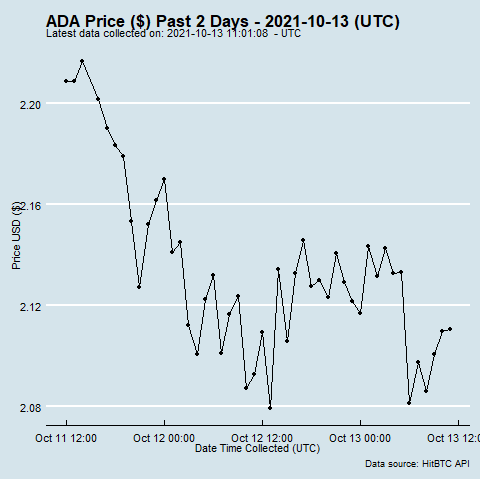 ADA Price ($) Past 2 Days - 2021-10-13 (UTC)
Latest data collected on: 2021-10-13 11:01:08 - UTC
2.20
2.16
Price USD ($)
2.12
2.08
Oct 11 12:00 Oct 12 00:00 Oct 12 12:00 Oct 13 00:00 Oct 13 12
Date Time Collected (UTC)
Data source: HitBTC API